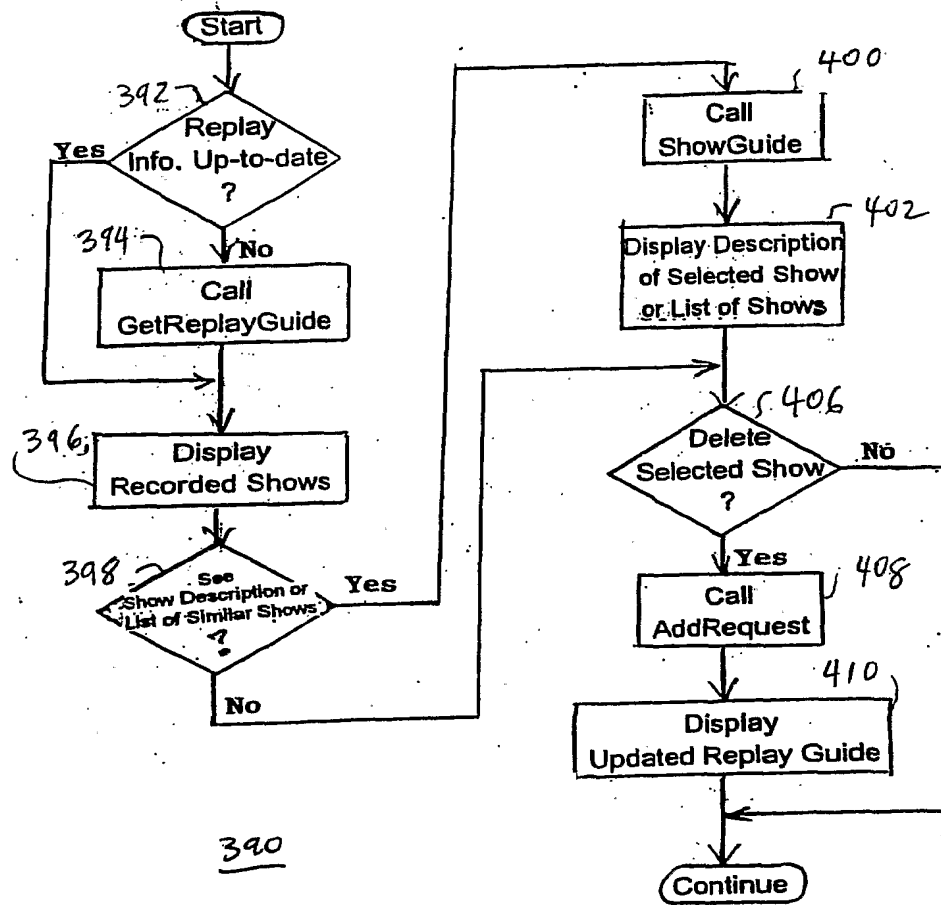 Start
392
Replay
Info. Up-to-date
?
Yes
No
394
Call
GetReplayGuide
396
Display
Recorded Shows
398
See
Show Description or
List of Similar Shows
?
Yes
No
400
Call
ShowGuide
402
Display Description
of Selected Show
or List of Shows
406
Delete
Selected Show
?
No
Yes
408
Call
AddRequest
410
Display
Updated Replay Guide
Continue
390